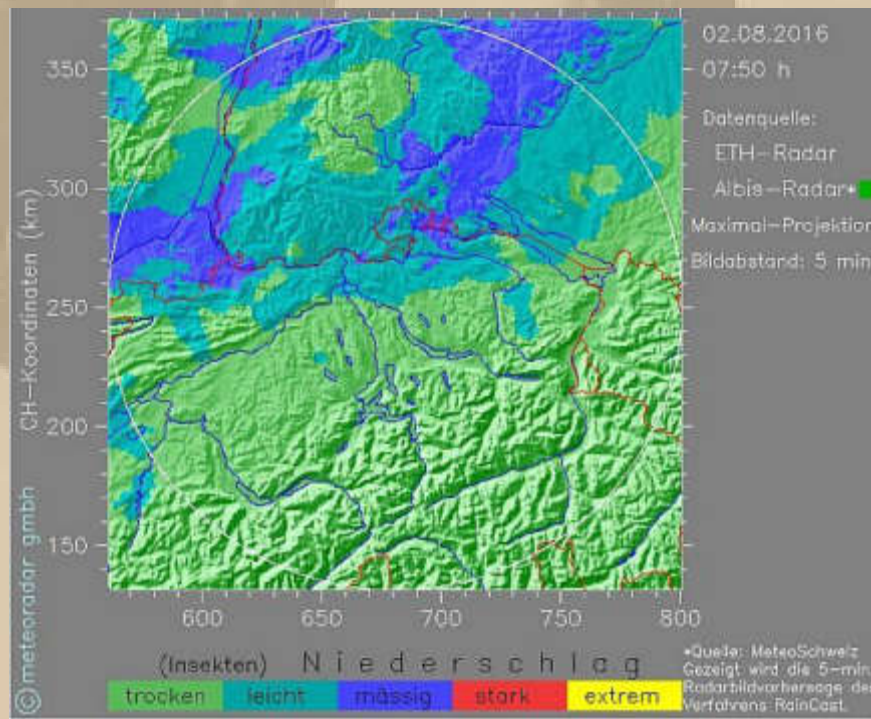 02.08.2016
07:50 h
Datenquelle:
ETH-Radar
Albis-Radar*
Maximal-Projektion
Bildabstand: 5 min
CH-Koordinaten (km)
350
300
250
200
150
600 650 700 750 800
(Insekten) Niederschlag
trocken leicht mässig stark extrem
*Quelle: MeteoSchweiz
Gezeigt wird die 5-min
Radarbildvorhersage des
Verfahrens RainCast.
© meteoradar gmbh